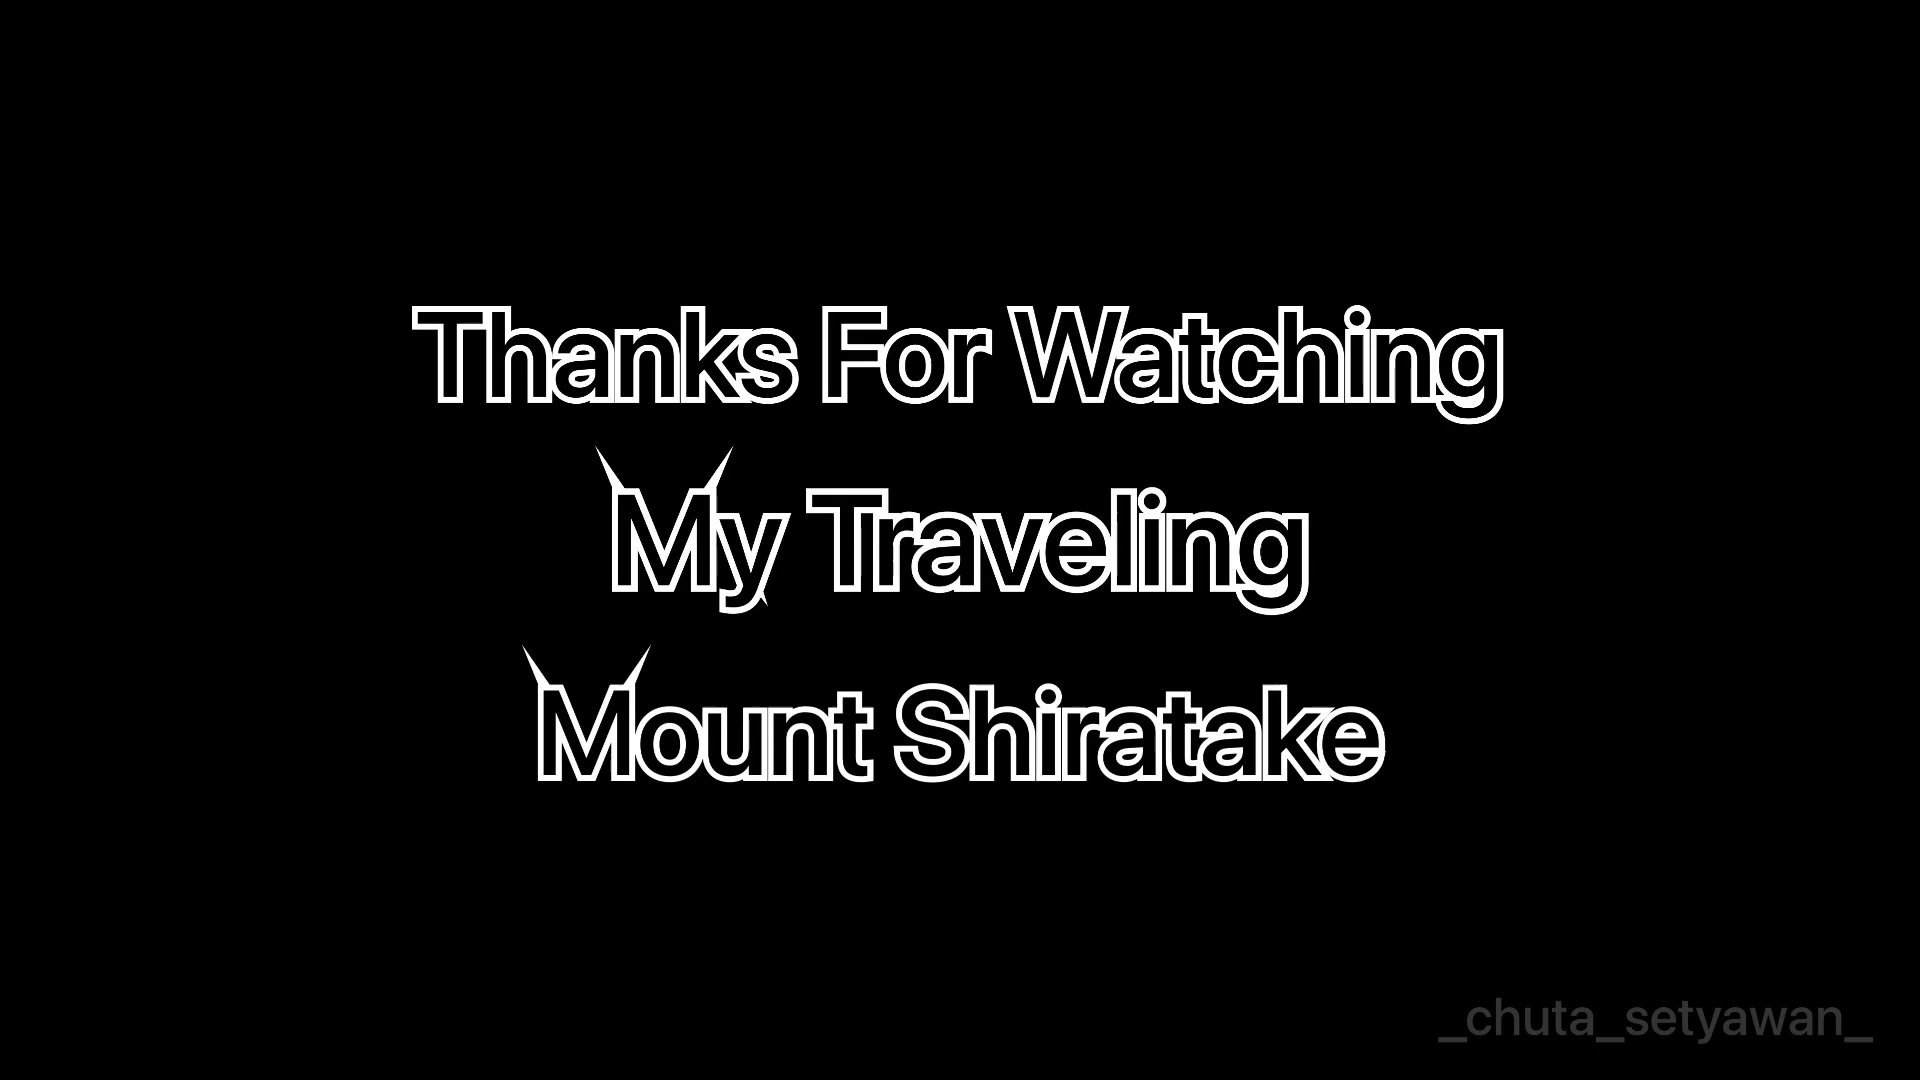 Thanks For Watching
My Traveling
Mount Shiratake
_chuta_setyawan_